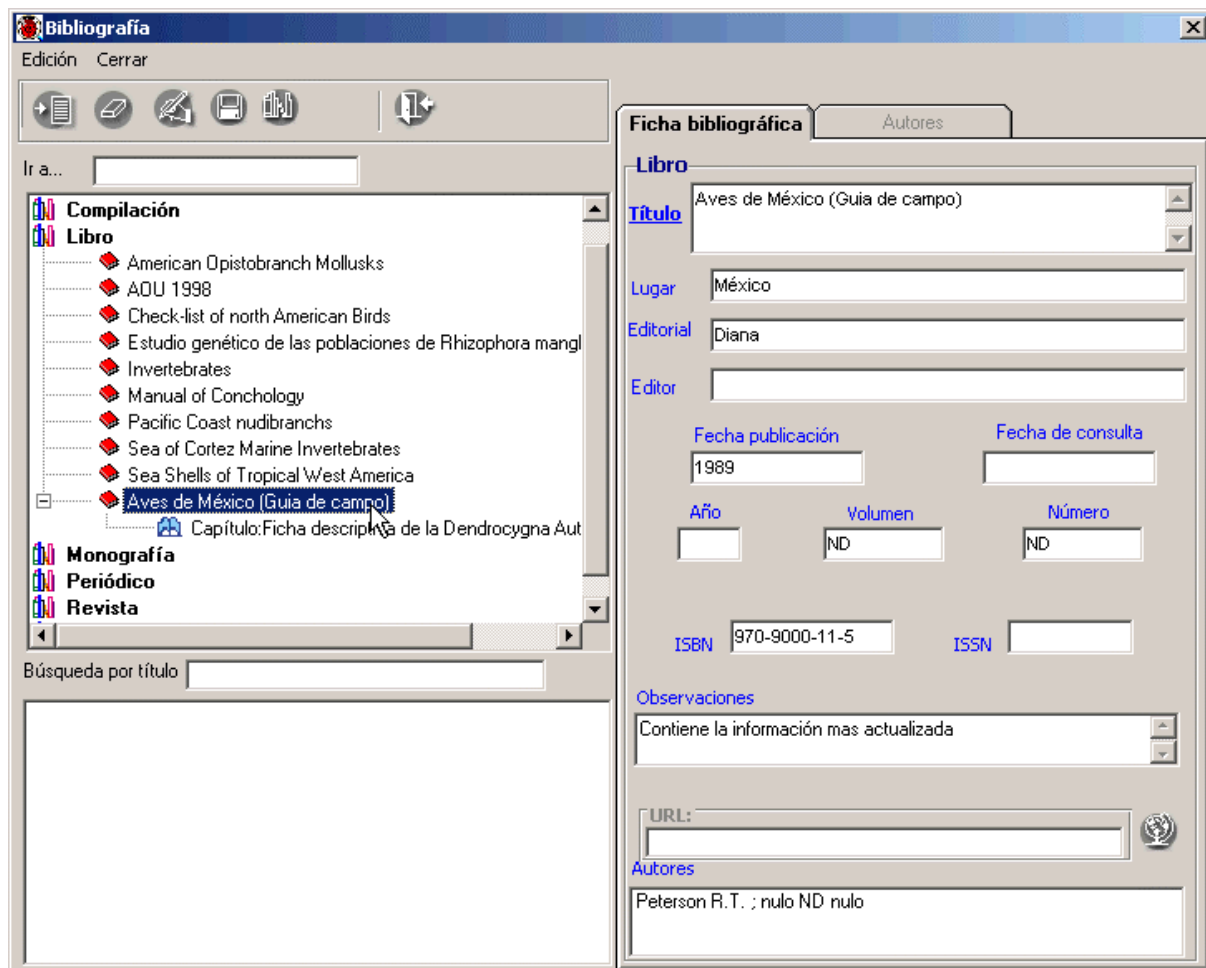 Bibliografía
Edición Cerrar
Ir a...
Compilación
Libro
American Opistobranch Mollusks
AOU 1998
Check-list of north American Birds
Estudio genético de las poblaciones de Rhizophora mangl
Invertebrates
Manual of Conchology
Pacific Coast nudibranchs
Sea of Cortez Marine Invertebrates
Sea Shells of Tropical West America
Aves de México (Guia de campo)
Capítulo:Ficha descriptiva de la Dendrocygna Aut
Monografía
Periódico
Revista
Búsqueda por título
Ficha bibliográfica Autores
Libro
Título Aves de México (Guia de campo)
Lugar México
Editorial Diana
Editor
Fecha publicación Fecha de consulta
1989
Año Volumen Número
ND ND
ISBN 970-9000-11-5 ISSN
Observaciones
Contiene la información mas actualizada
URL:
Autores
Peterson R.T. ; nulo ND nulo